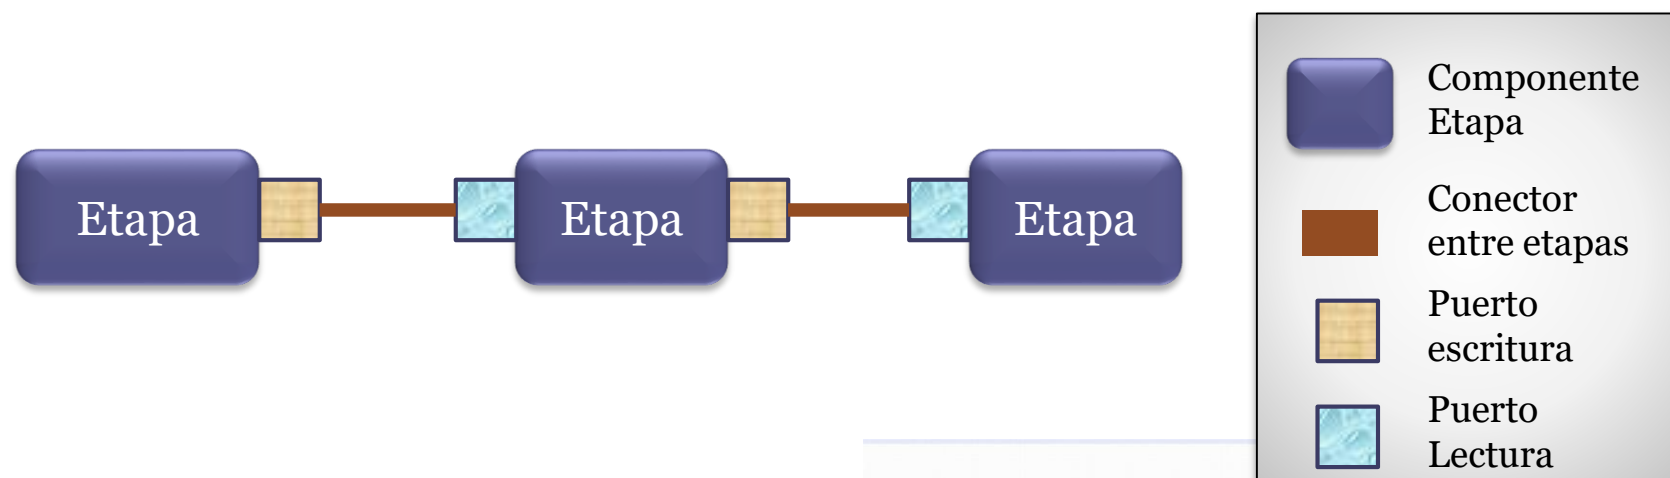 Etapa
Etapa
Etapa
Componente
Etapa
Conector
entre etapas
Puerto
escritura
Puerto
Lectura